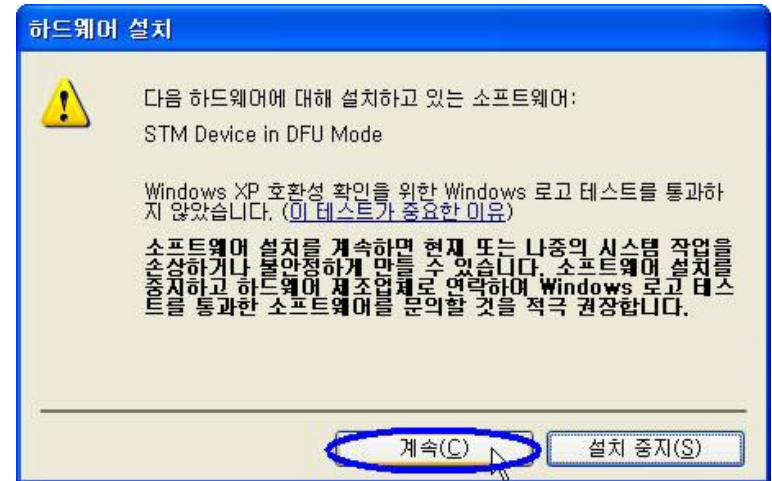 하드웨어 설치
다음 하드웨어에 대해 설치하고 있는 소프트웨어:
STM Device in DFU Mode
Windows XP 호환성 확인을 위한 Windows 로고 테스트를 통과하
지 않았습니다. (이 테스트가 중요한 이유)
소프트웨어 설치를 계속하면 현재 또는 나중의 시스템 작업을
손상하거나 불안정하게 만들 수 있습니다. 소프트웨어 설치를
중지하고 하드웨어 제조업체로 연락하여 Windows 로고 테스
트를 통과한 소프트웨어를 문의할 것을 적극 권장합니다.
계속(C)
설치 중지(S)